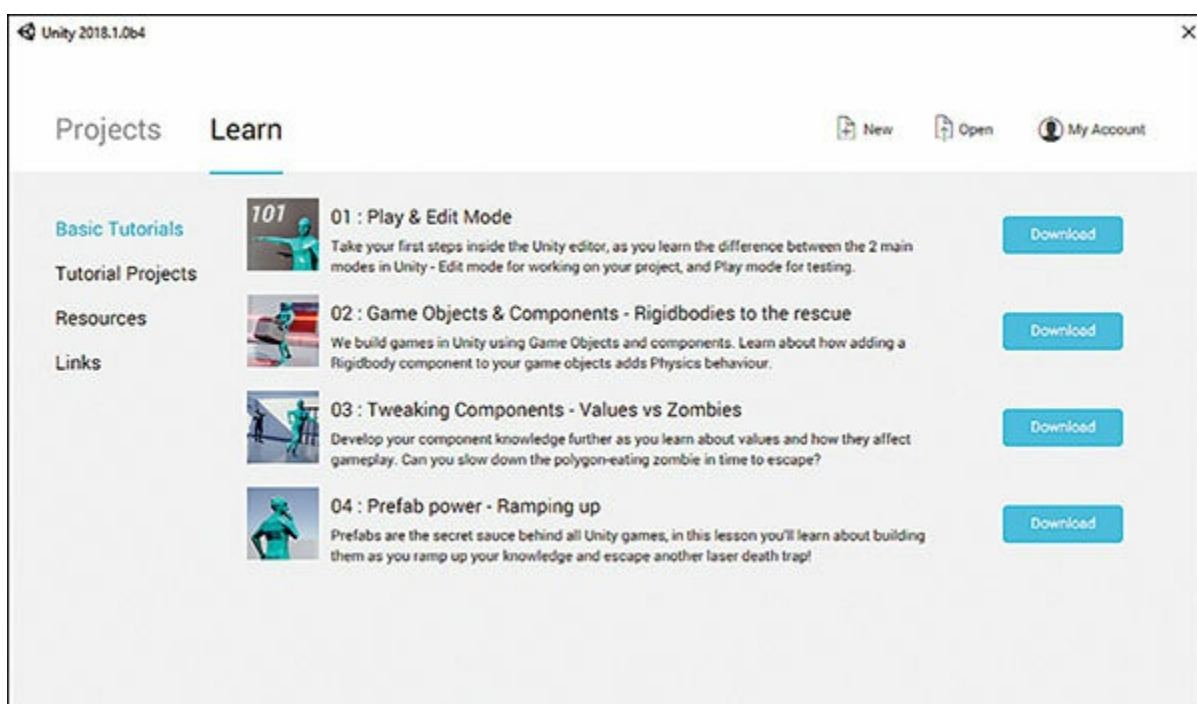 Unity 2018.1.0b4
Projects
Learn
New
Open
My Account
Basic Tutorials
Tutorial Projects
Resources
Links
101
01 : Play & Edit Mode
Take your first steps inside the Unity editor, as you learn the difference between the 2 main
modes in Unity - Edit mode for working on your project, and Play mode for testing.
Download
02 : Game Objects & Components - Rigidbodies to the rescue
We build games in Unity using Game Objects and components. Learn about how adding a
Rigidbody component to your game objects adds Physics behaviour.
Download
03 : Tweaking Components - Values vs Zombies
Develop your component knowledge further as you learn about values and how they affect
gameplay. Can you slow down the polygon-eating zombie in time to escape?
Download
04 : Prefab power - Ramping up
Prefabs are the secret sauce behind all Unity games, in this lesson you'll learn about building
them as you ramp up your knowledge and escape another laser death trap!
Download